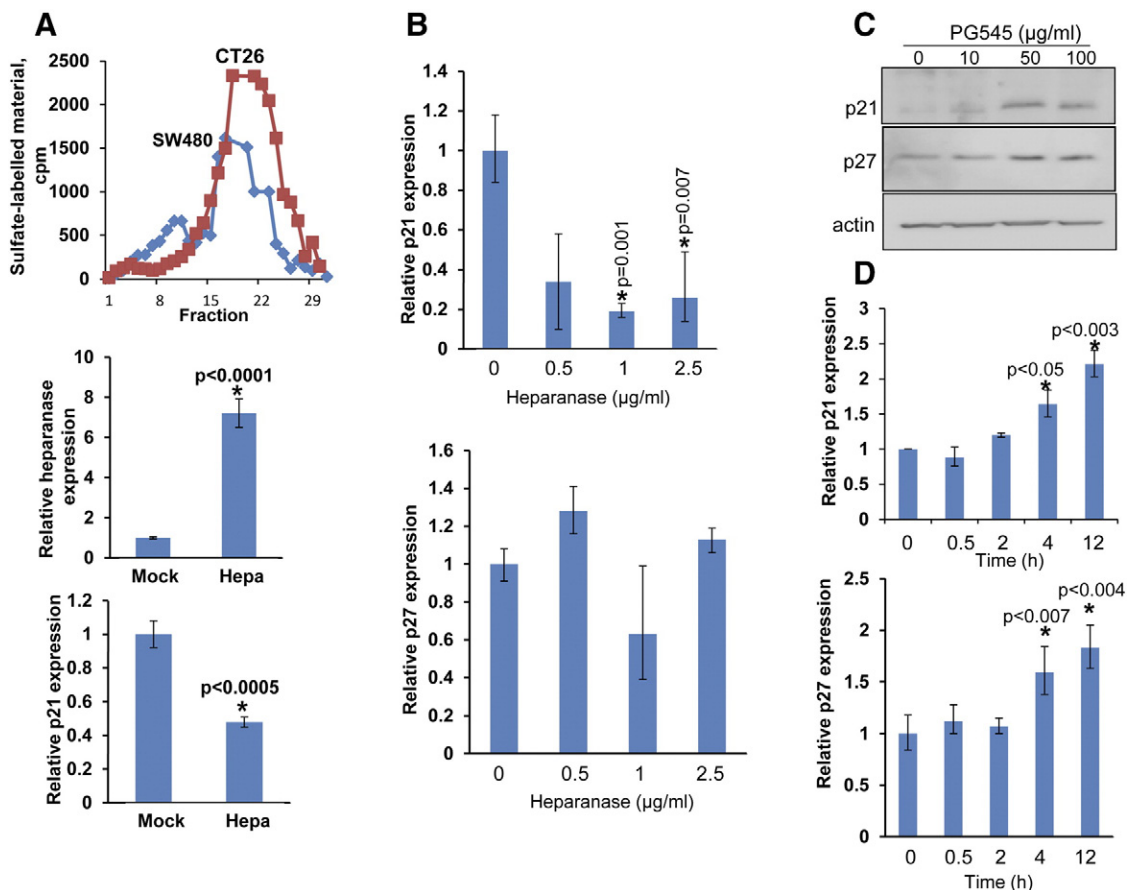 A
CT26
SW480
Sulfate-labelled material,
cpm
2500
2000
1500
1000
500
0
1 8 15 22 29
Fraction
Relative heparanase
expression
10
8
6
4
2
0
p<0.0001
*
Mock Hepa
Relative p21 expression
1.2
1
0.8
0.6
0.4
0.2
0
p<0.0005
*
Mock Hepa
B
Relative p21 expression
1.4
1.2
1
0.8
0.6
0.4
0.2
0
* p=0.001
* p=0.007
0 0.5 1 2.5
Heparanase (µg/ml)
Relative p27 expression
1.6
1.4
1.2
1
0.8
0.6
0.4
0.2
0
0 0.5 1 2.5
Heparanase (µg/ml)
C
PG545 (µg/ml)
0 10 50 100
p21
p27
actin
D
Relative p21 expression
3
2.5
2
1.5
1
0.5
0
p<0.05
*
p<0.003
*
0 0.5 2 4 12
Time (h)
Relative p27 expression
2.5
2
1.5
1
0.5
0
p<0.007
*
p<0.004
*
0 0.5 2 4 12
Time (h)